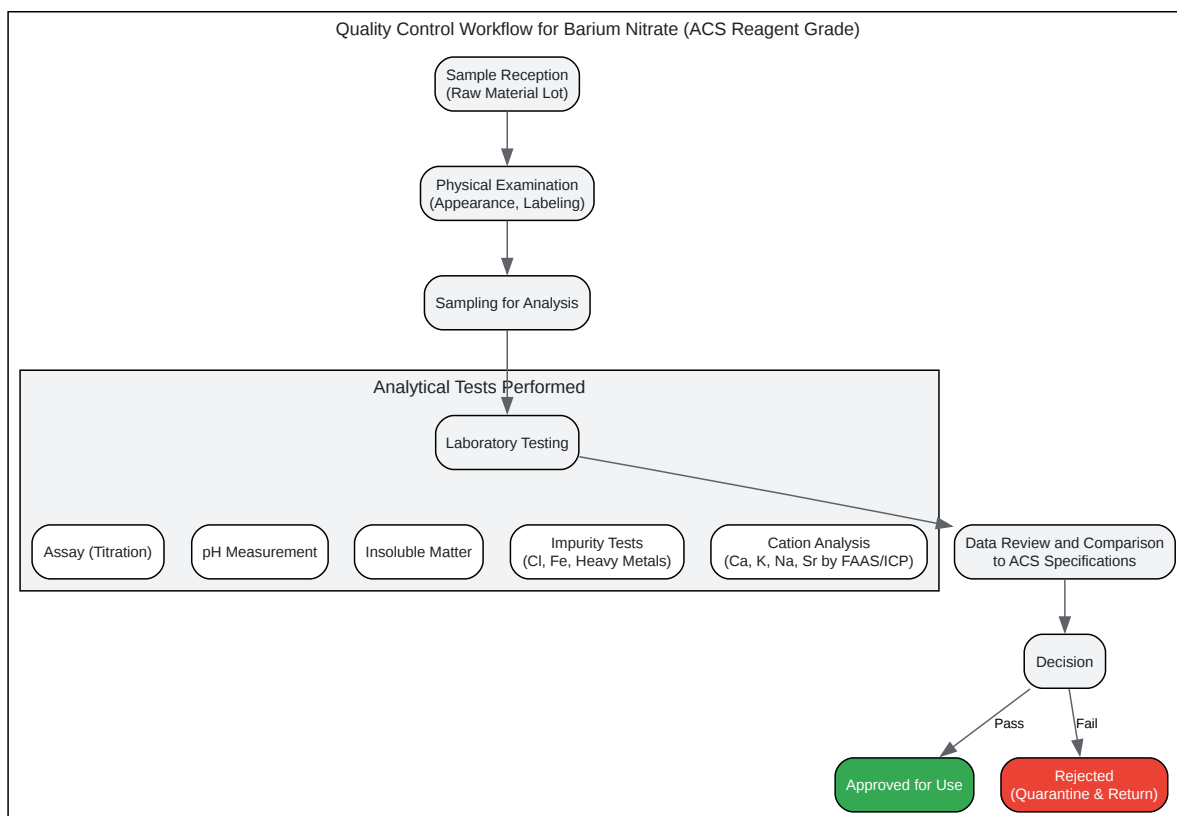 Quality Control Workflow for Barium Nitrate (ACS Reagent Grade)
Sample Reception
(Raw Material Lot)
Physical Examination
(Appearance, Labeling)
Sampling for Analysis
Analytical Tests Performed
Laboratory Testing
Assay (Titration)
pH Measurement
Insoluble Matter
Impurity Tests
(Cl, Fe, Heavy Metals)
Cation Analysis
(Ca, K, Na, Sr by FAAS/ICP)
Data Review and Comparison
to ACS Specifications
Decision
Pass
Fail
Approved for Use
Rejected
(Quarantine & Return)